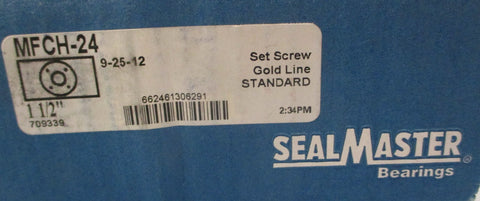 MFCH-24
9-25-12
Set Screw
Gold Line
STANDARD
1 1/2"
709339
662461306291
2:34PM
SEALMASTER®
Bearings